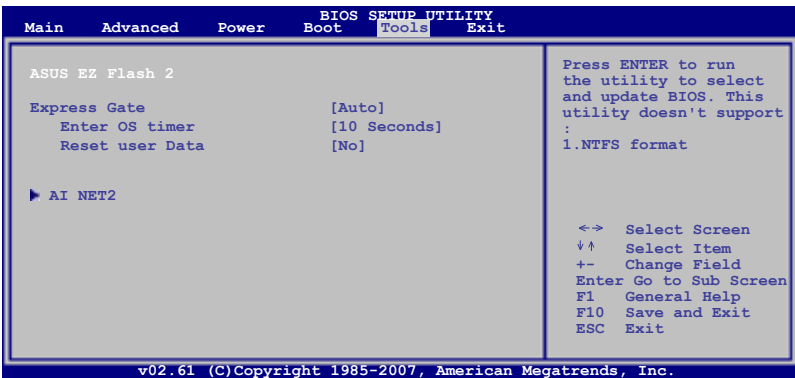 BIOS SETUP UTILITY
Main Advanced Power Boot Tools Exit
ASUS EZ Flash 2
Express Gate [Auto]
Enter OS timer [10 Seconds]
Reset user Data [No]
AI NET2
Press ENTER to run
the utility to select
and update BIOS. This
utility doesn't support
:
1.NTFS format
←→ Select Screen
↓↑ Select Item
+- Change Field
Enter Go to Sub Screen
F1 General Help
F10 Save and Exit
ESC Exit
v02.61 (C)Copyright 1985-2007, American Megatrends, Inc.